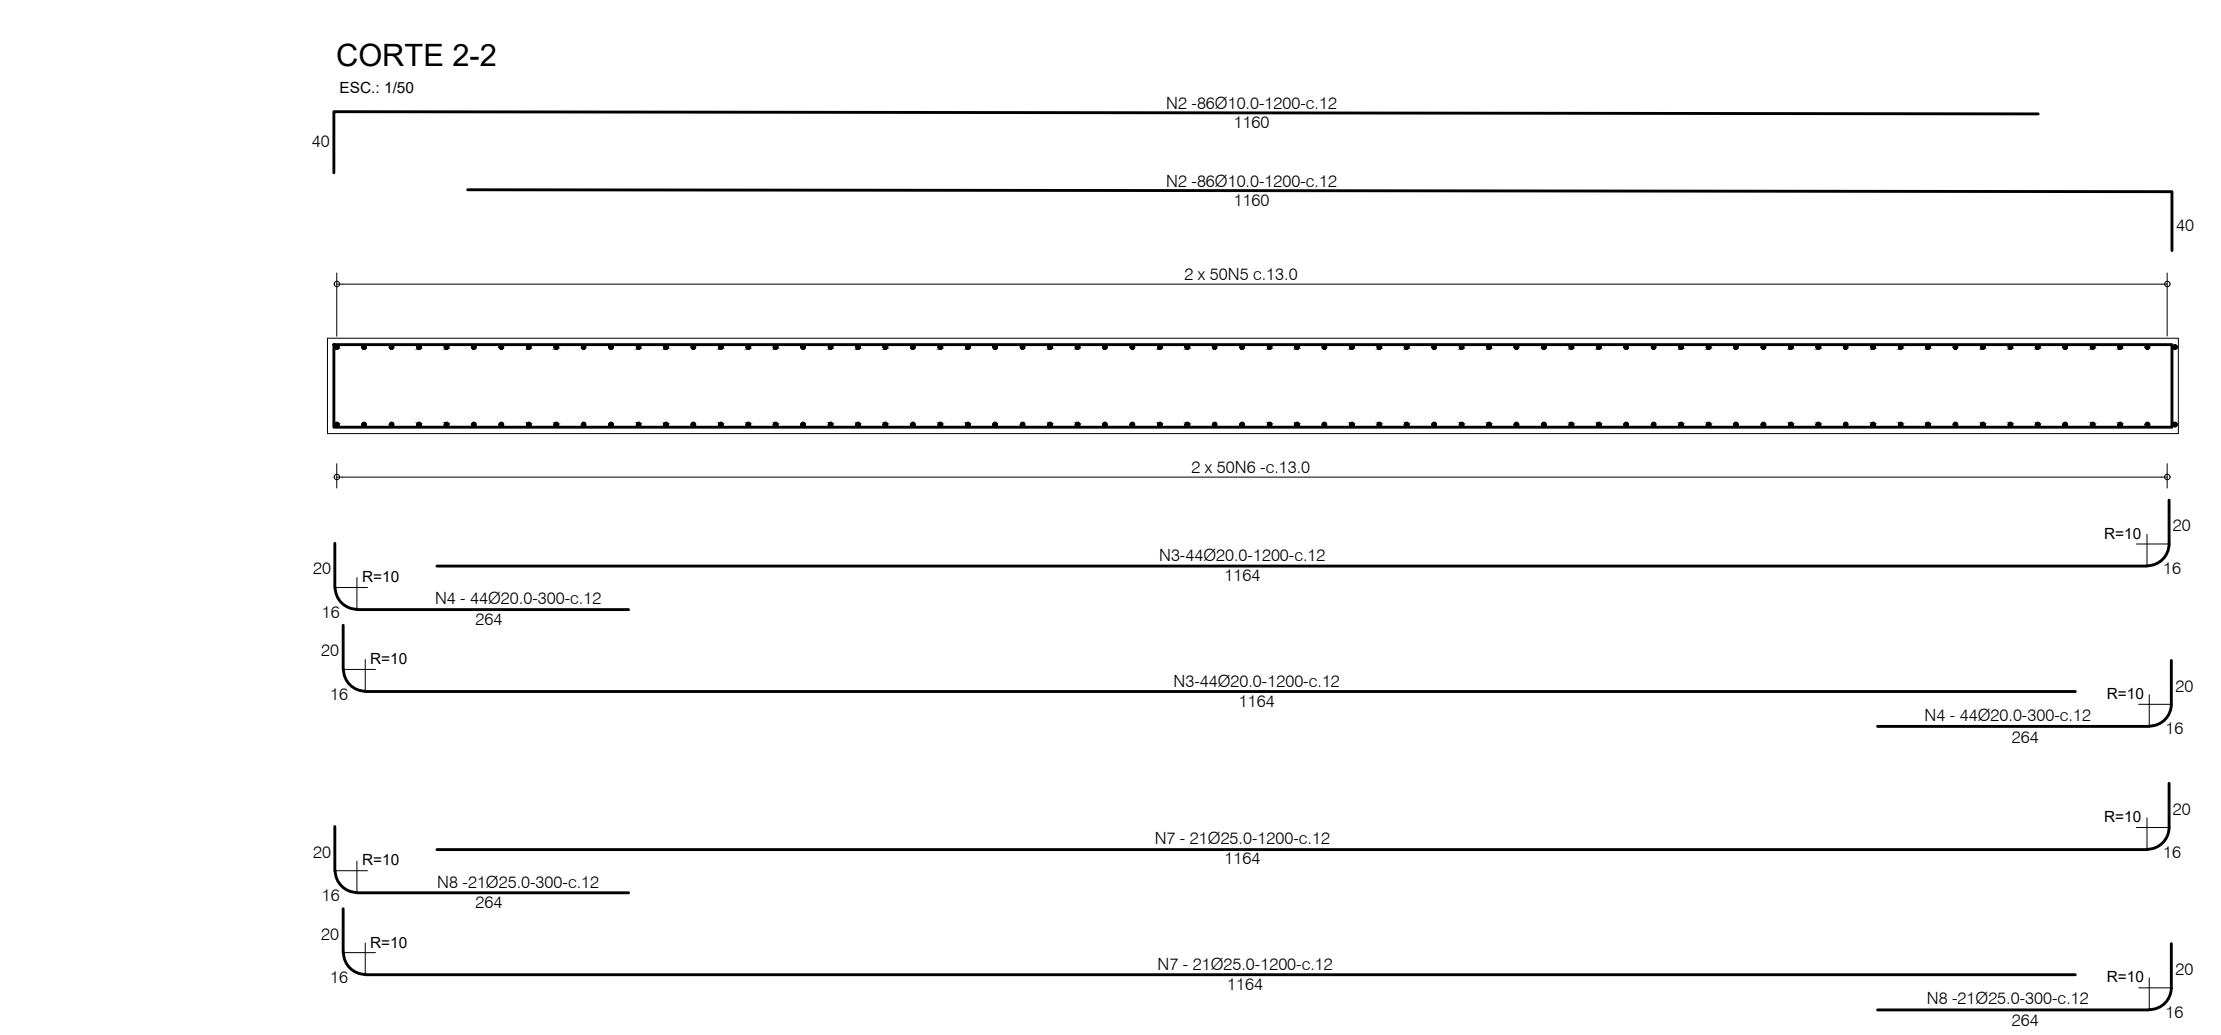 CORTE 2-2
ESC.: 1/50
N2 -86Ø10.0-1200-c.12
1160
40
N2 -86Ø10.0-1200-c.12
1160
40
2 x 50N5 c.13.0
2 x 50N6 -c.13.0
20
R=10
N3-44Ø20.0-1200-c.12
1164
16
20
R=10
N4 - 44Ø20.0-300-c.12
16
264
20
R=10
N3-44Ø20.0-1200-c.12
16
1164
20
R=10
N4 - 44Ø20.0-300-c.12
16
264
20
R=10
N7 - 21Ø25.0-1200-c.12
1164
16
20
R=10
N8 -21Ø25.0-300-c.12
16
264
20
R=10
N7 - 21Ø25.0-1200-c.12
16
1164
20
R=10
N8 -21Ø25.0-300-c.12
16
264